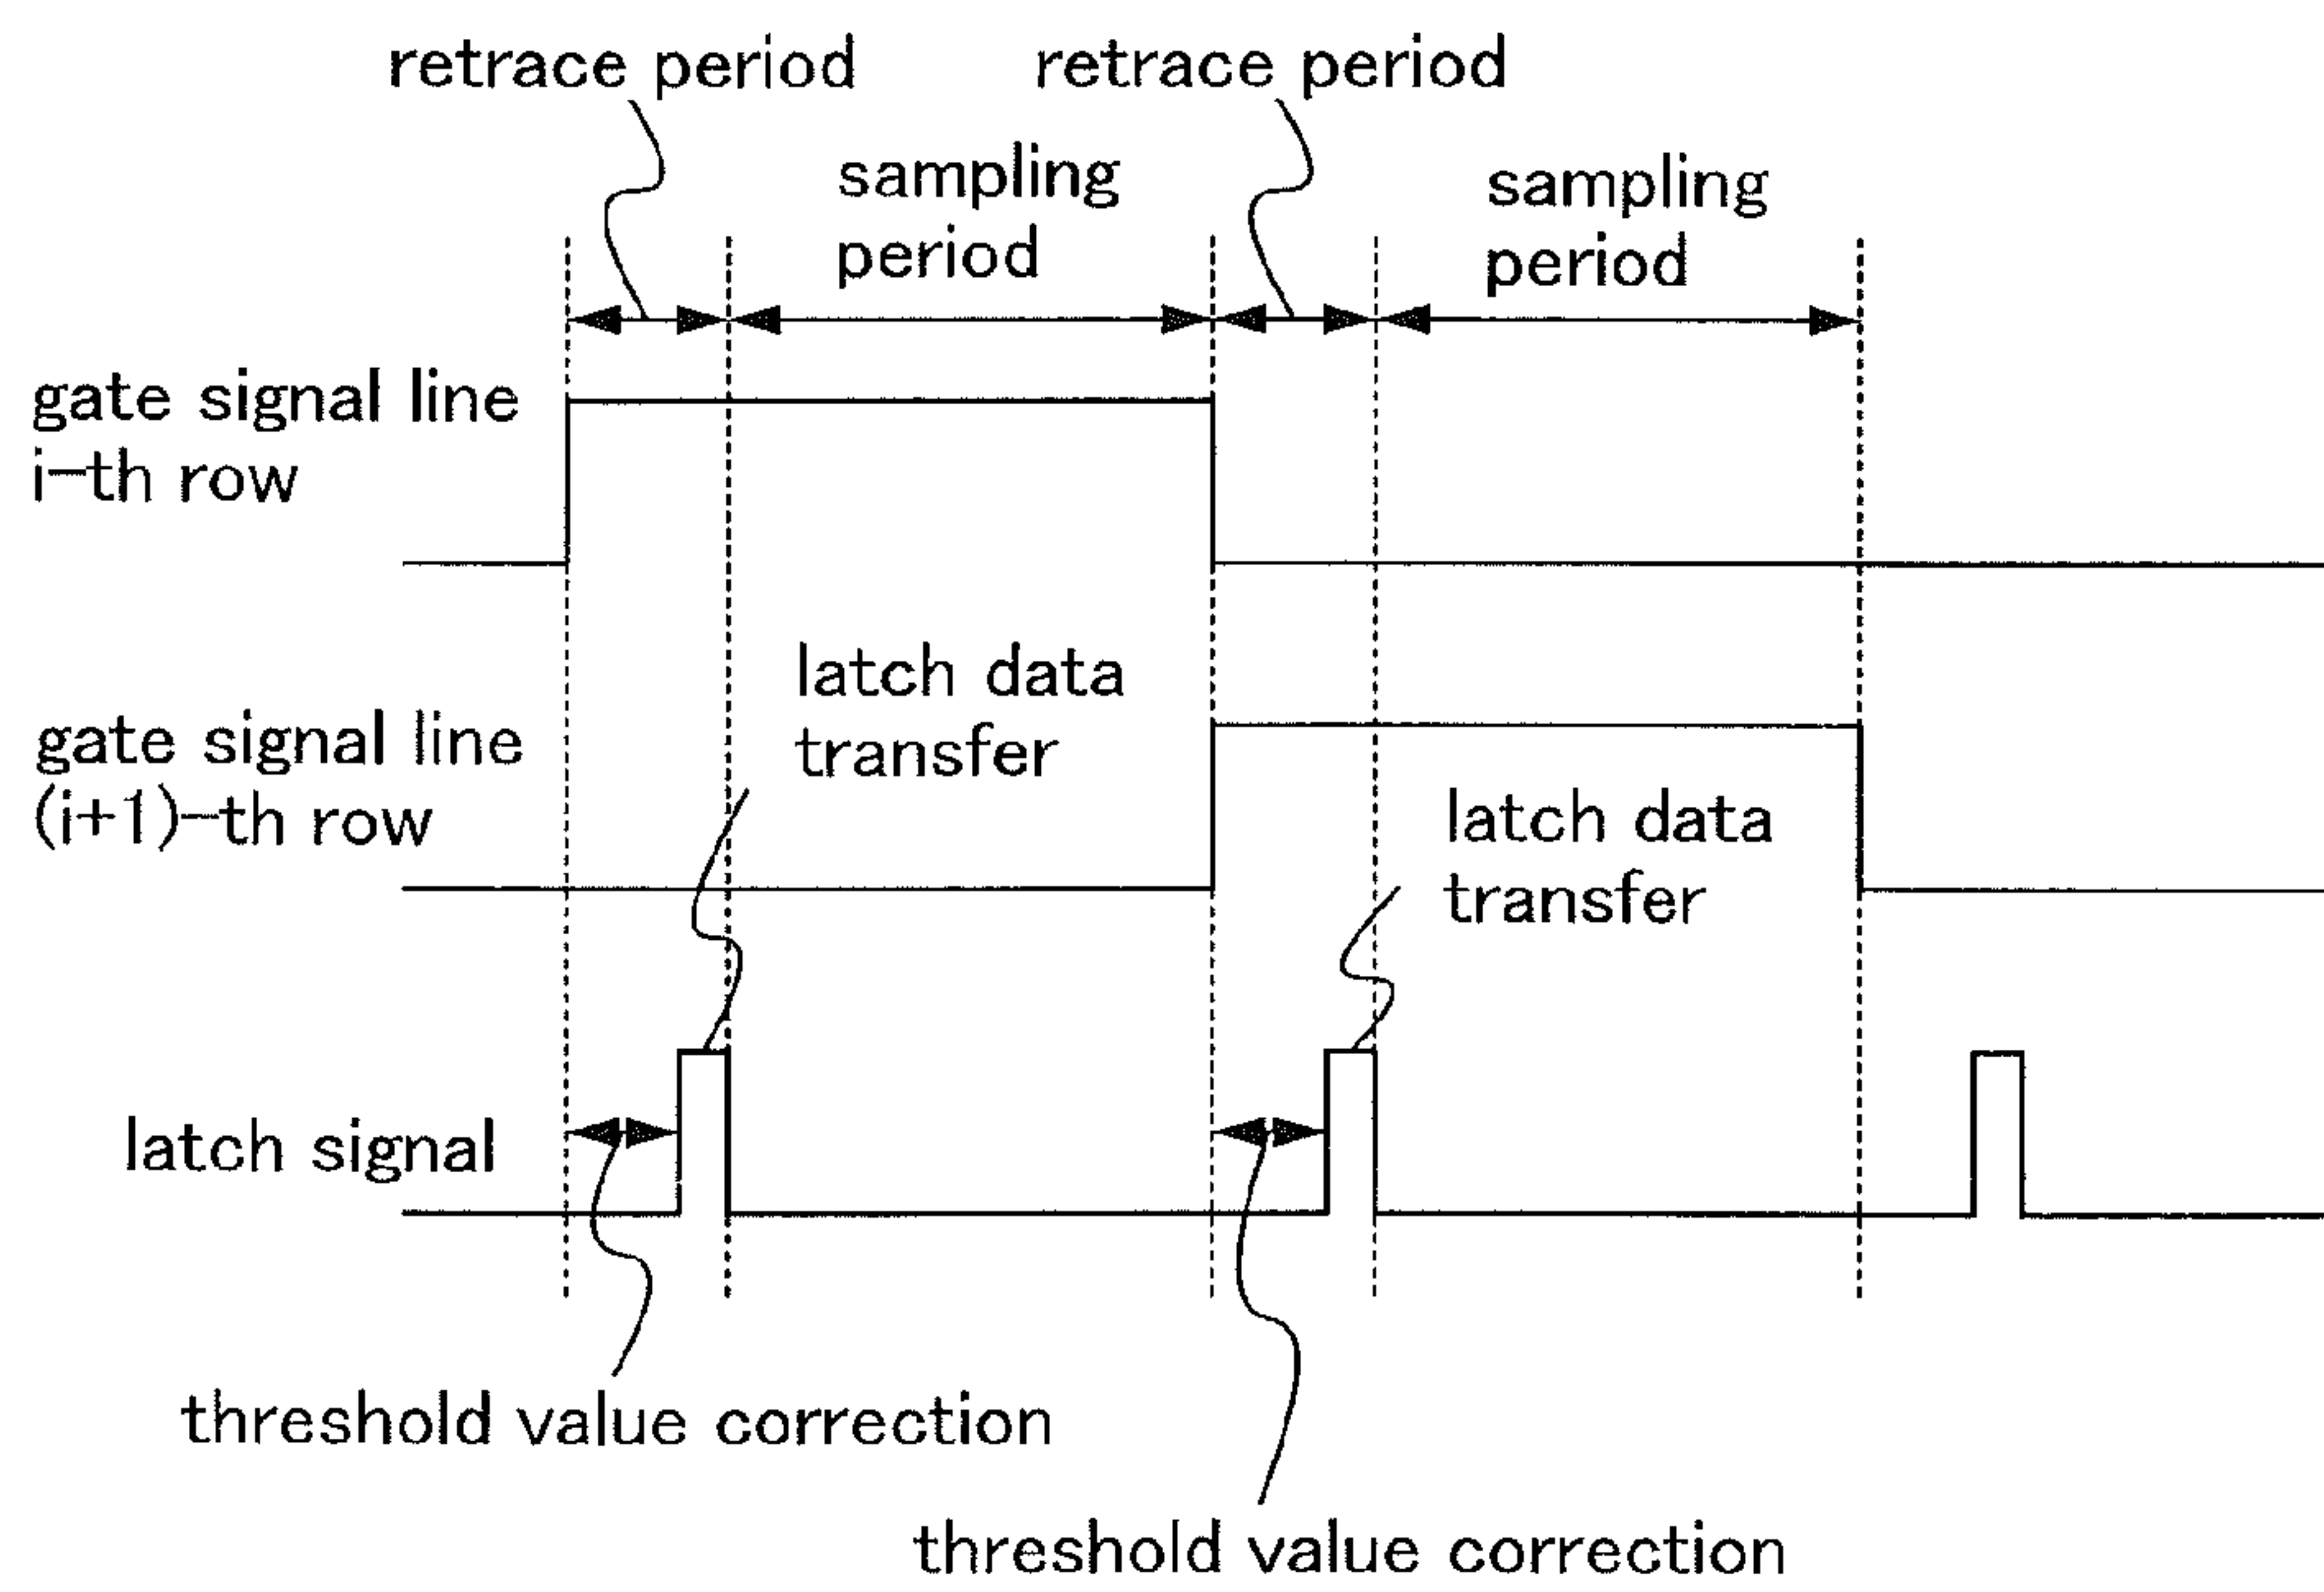 retrace period
retrace period
sampling
period
sampling
period
gate signal line
i-th row
latch data
transfer
gate signal line
(i+1)-th row
latch data
transfer
latch signal
threshold value correction
threshold value correction